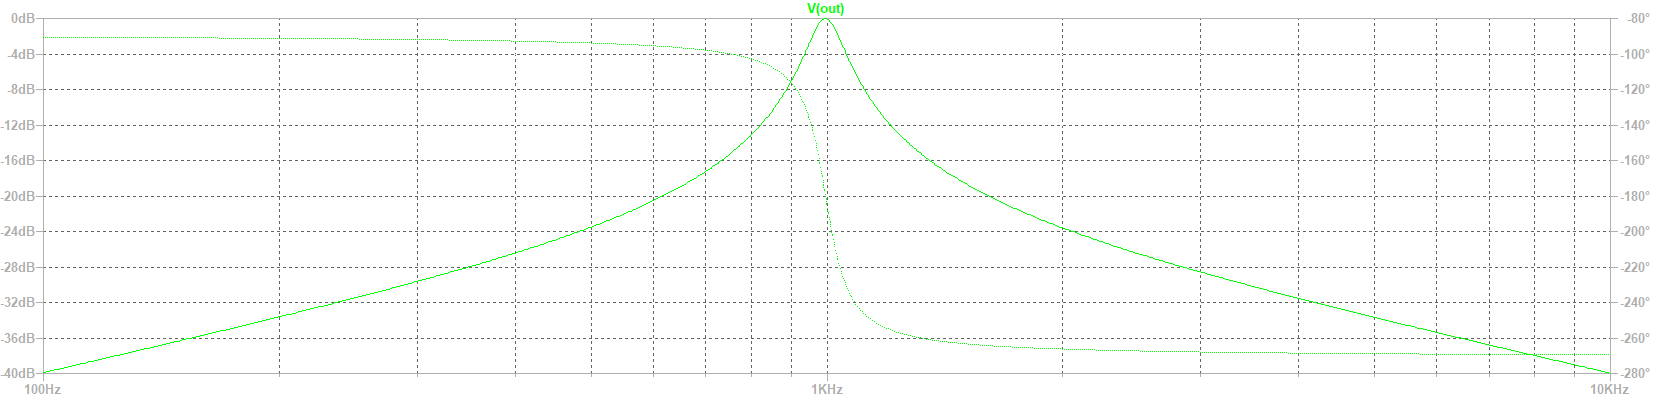 V(out)
0dB -80°
-4dB -100°
-8dB -120°
-12dB -140°
-16dB -160°
-20dB -180°
-24dB -200°
-28dB -220°
-32dB -240°
-36dB -260°
-40dB -280°
100Hz 1KHz 10KHz